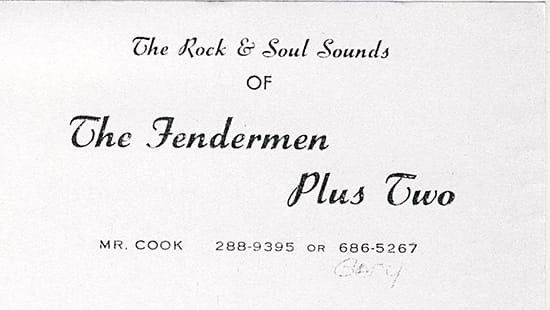 The Rock & Soul Sounds
OF
The Fendermen
Plus Two
MR. COOK 288-9395 OR 686-5267
Gary